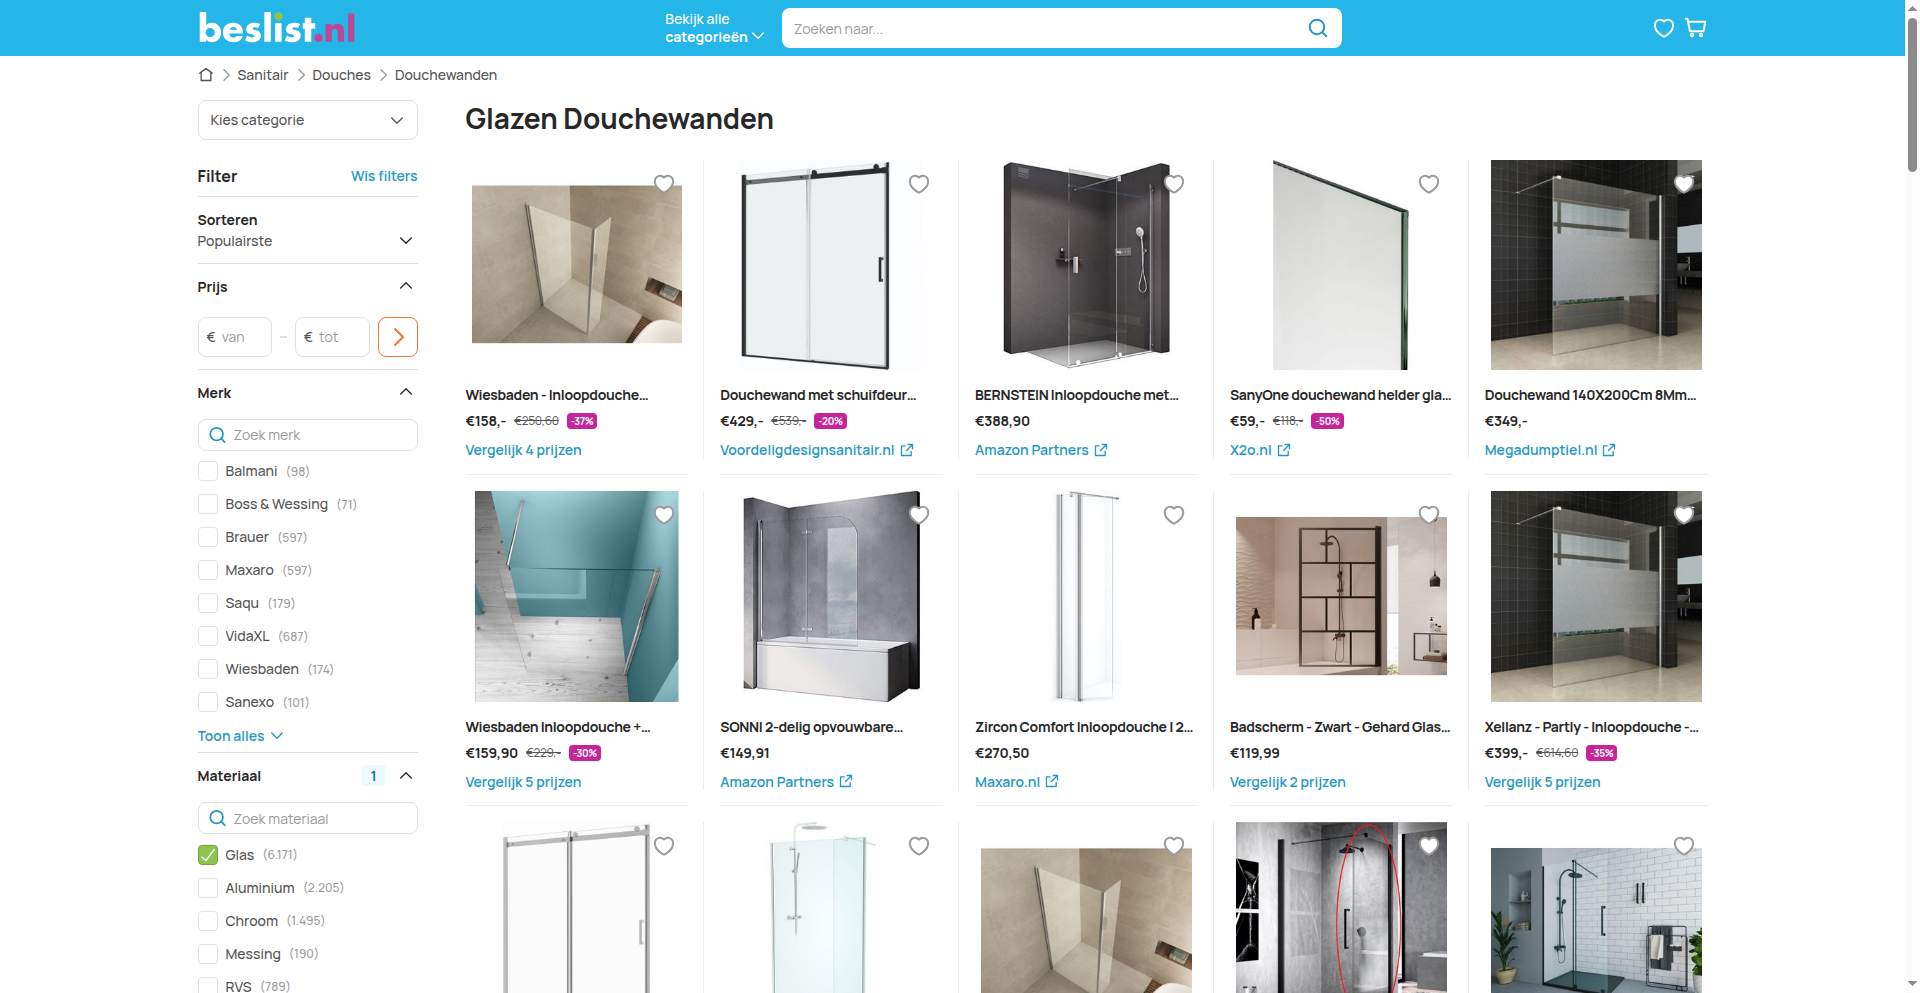 beslist.nl
Bekijk alle
categorieën
Zoeken naar...
Sanitair
Douches
Douchewanden
Kies categorie
Filter
Wis filters
Sorteren
Populairste
Prijs
€ van
–
€ tot
Merk
Zoek merk
Balmani (98)
Boss & Wessing (71)
Brauer (597)
Maxaro (597)
Saqu (179)
VidaXL (687)
Wiesbaden (174)
Sanexo (101)
Toon alles
Materiaal 1
Zoek materiaal
Glas (6.171)
Aluminium (2.205)
Chroom (1.495)
Messing (190)
RVS (789)
Glazen Douchewanden
Wiesbaden - Inloopdouche...
€158,- €250,60 -37%
Vergelijk 4 prijzen
Douchewand met schuifdeur...
€429,- €539,- -20%
Voordeligdesignsanitair.nl
BERNSTEIN Inloopdouche met...
€388,90
Amazon Partners
SanyOne douchewand helder gla...
€59,- €118,- -50%
X2o.nl
Douchewand 140X200Cm 8Mm...
€349,-
Megadumptiel.nl
Wiesbaden Inloopdouche +...
€159,90 €229,- -30%
Vergelijk 5 prijzen
SONNI 2-delig opvouwbare...
€149,91
Amazon Partners
Zircon Comfort Inloopdouche | 2...
€270,50
Maxaro.nl
Badscherm - Zwart - Gehard Glas...
€119,99
Vergelijk 2 prijzen
Xellanz - Partly - Inloopdouche -...
€399,- €614,60 -35%
Vergelijk 5 prijzen